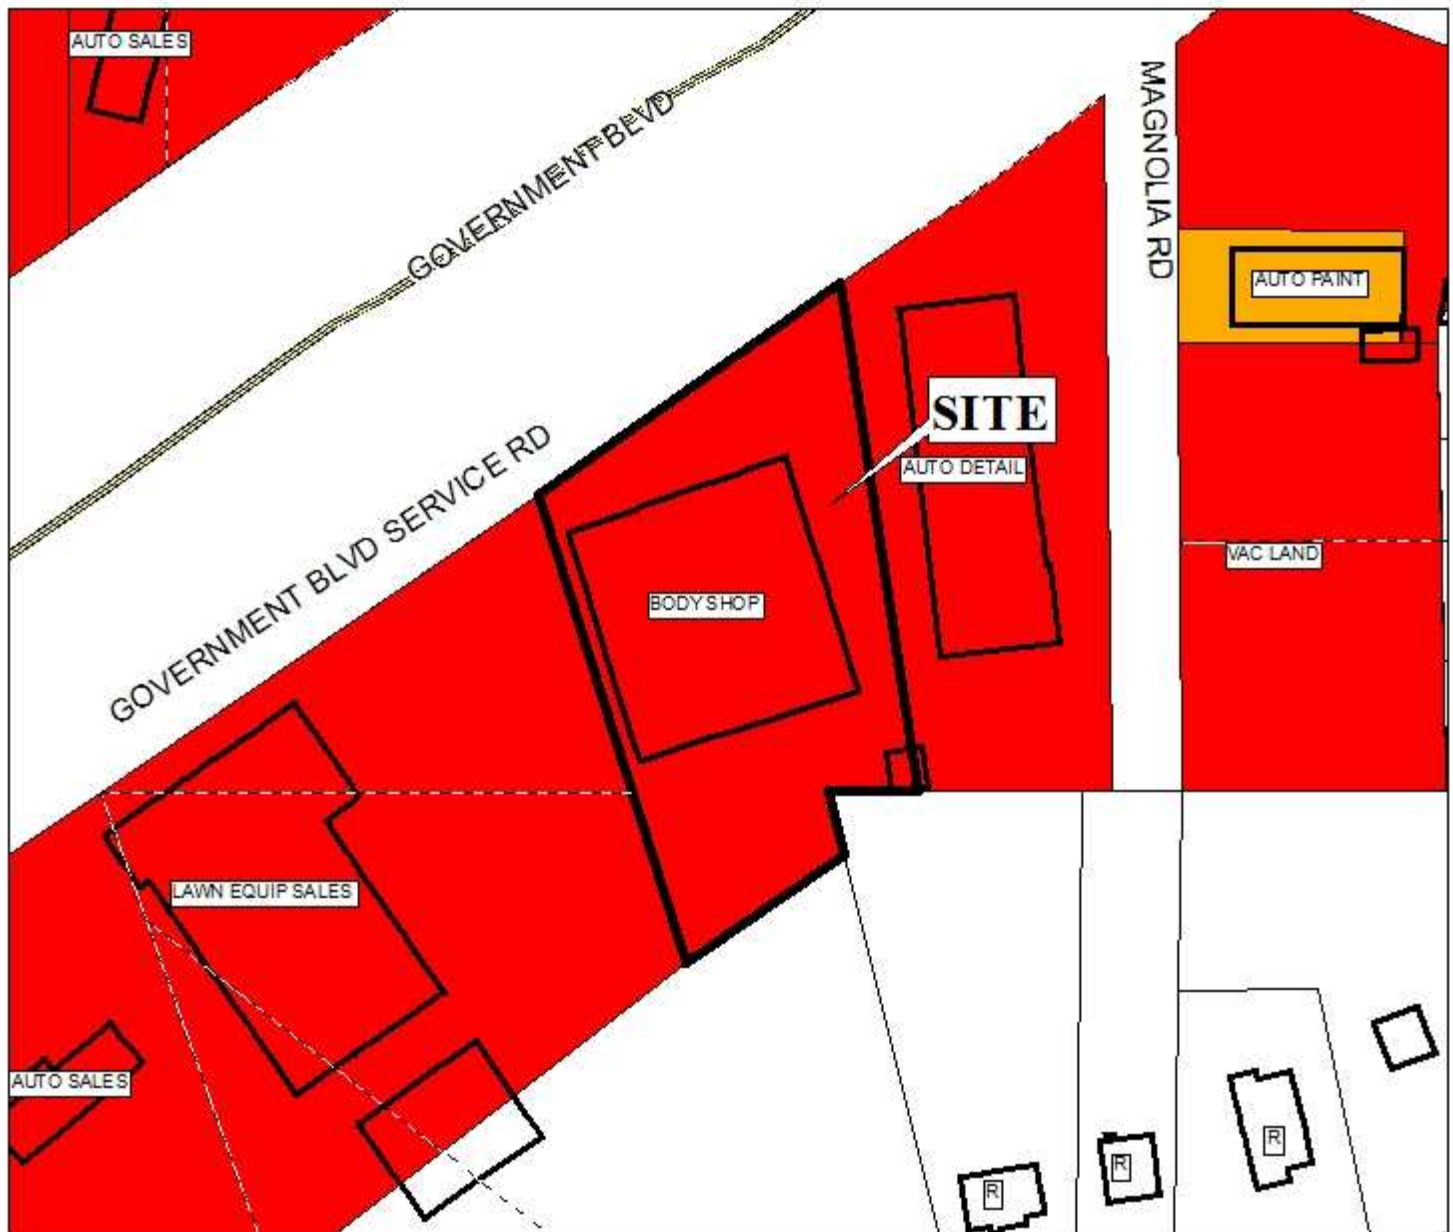 AUTO SALES
GOVERNMENT BLVD
MAGNOLIA RD
AUTO PAINT
SITE
AUTO DETAIL
GOVERNMENT BLVD SERVICE RD
VAC LAND
BODY SHOP
LAWN EQUIP SALES
AUTO SALES
R
R
R